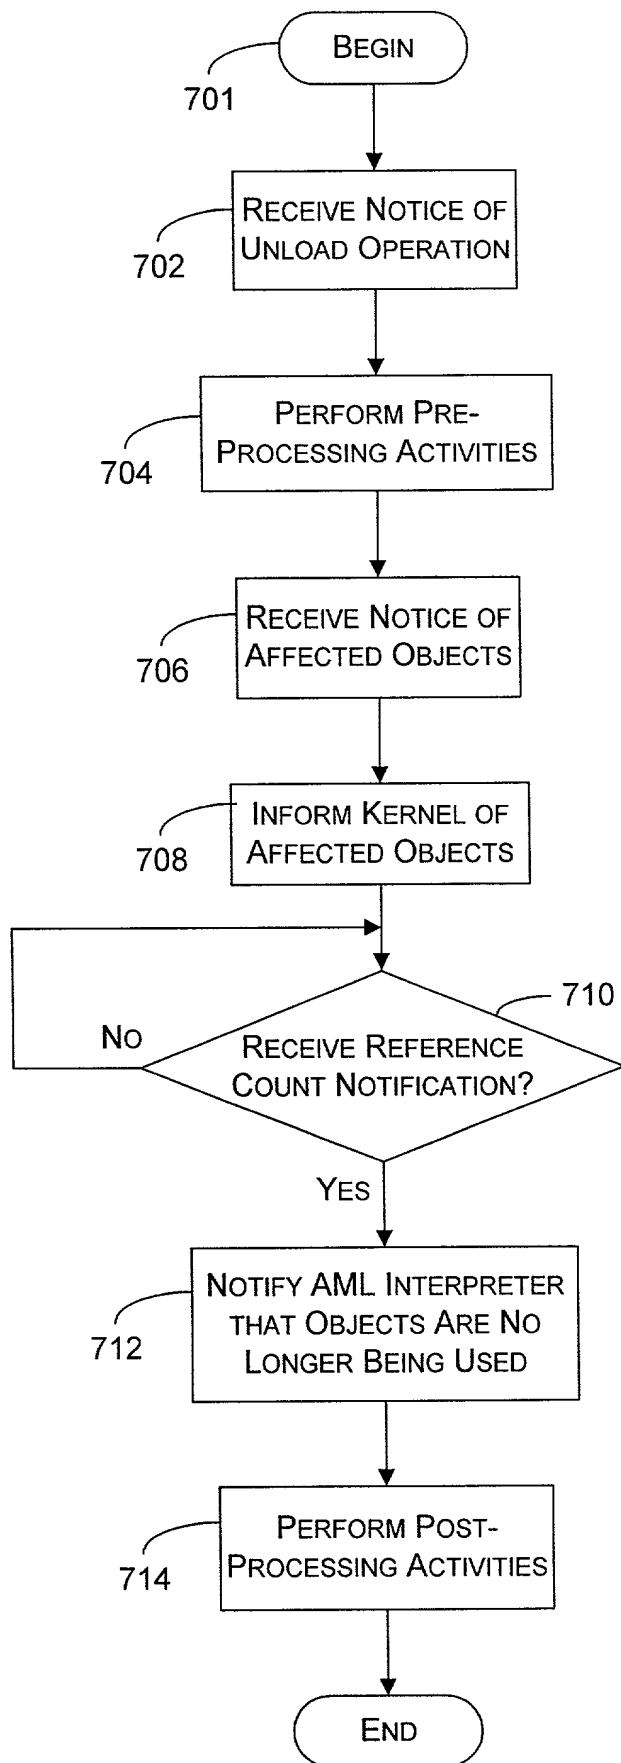 BEGIN
701
RECEIVE NOTICE OF
UNLOAD OPERATION
702
PERFORM PRE-
PROCESSING ACTIVITIES
704
RECEIVE NOTICE OF
AFFECTED OBJECTS
706
INFORM KERNEL OF
AFFECTED OBJECTS
708
710
NO
RECEIVE REFERENCE
COUNT NOTIFICATION?
YES
NOTIFY AML INTERPRETER
THAT OBJECTS ARE NO
LONGER BEING USED
712
PERFORM POST-
PROCESSING ACTIVITIES
714
END